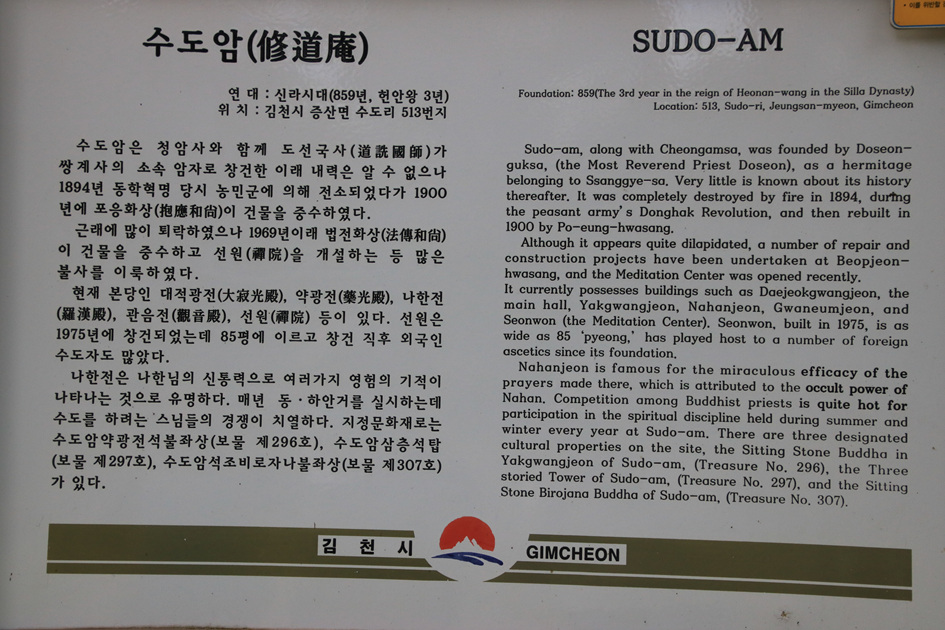 수도암(修道庵)
연 대 : 신라시대(859년, 헌안왕 3년)
위 치 : 김천시 증산면 수도리 513번지
수도암은 청암사와 함께 도선국사(道詵國師)가
쌍계사의 소속 암자로 창건한 이래 내력은 알 수 없으나
1894년 동학혁명 당시 농민군에 의해 전소되었다가 1900
년에 포응화상(抱應和尙)이 건물을 중수하였다.
근래에 많이 퇴락하였으나 1969년이래 법전화상(法傳和尙)
이 건물을 중수하고 선원(禪院)을 개설하는 등 많은
불사를 이룩하였다.
현재 본당인 대적광전(大寂光殿), 약광전(藥光殿), 나한전
(羅漢殿), 관음전(觀音殿), 선원(禪院) 등이 있다. 선원은
1975년에 창건되었는데 85평에 이르고 창건 직후 외국인
수도자도 많았다.
나한전은 나한님의 신통력으로 여러가지 영험의 기적이
나타나는 것으로 유명하다. 매년 동·하안거를 실시하는데
수도를 하려는 스님들의 경쟁이 치열하다. 지정문화재로는
수도암약광전석불좌상(보물 제296호), 수도암삼층석탑
(보물 제297호), 수도암석조비로자나불좌상(보물 제307호)
가 있다.
SUDO-AM
Foundation: 859(The 3rd year in the reign of Heonan-wang in the Silla Dynasty)
Location: 513, Sudo-ri, Jeungsan-myeon, Gimcheon
Sudo-am, along with Cheongamsa, was founded by Doseon-
guksa, (the Most Reverend Priest Doseon), as a hermitage
belonging to Ssanggye-sa. Very little is known about its history
thereafter. It was completely destroyed by fire in 1894, during
the peasant army's Donghak Revolution, and then rebuilt in
1900 by Po-eung-hwasang.
Although it appears quite dilapidated, a number of repair and
construction projects have been undertaken at Beopjeon-
hwasang, and the Meditation Center was opened recently.
It currently possesses buildings such as Daejeokgwangjeon, the
main hall, Yakgwangjeon, Nahanjeon, Gwaneumjeon, and
Seonwon (the Meditation Center). Seonwon, built in 1975, is as
wide as 85 'pyeong,' has played host to a number of foreign
ascetics since its foundation.
Nahanjeon is famous for the miraculous efficacy of the
prayers made there, which is attributed to the occult power of
Nahan. Competition among Buddhist priests is quite hot for
participation in the spiritual discipline held during summer and
winter every year at Sudo-am. There are three designated
cultural properties on the site, the Sitting Stone Buddha in
Yakgwangjeon of Sudo-am, (Treasure No. 296), the Three
storied Tower of Sudo-am, (Treasure No. 297), and the Sitting
Stone Birojana Buddha of Sudo-am, (Treasure No. 307).
김 천 시
GIMCHEON